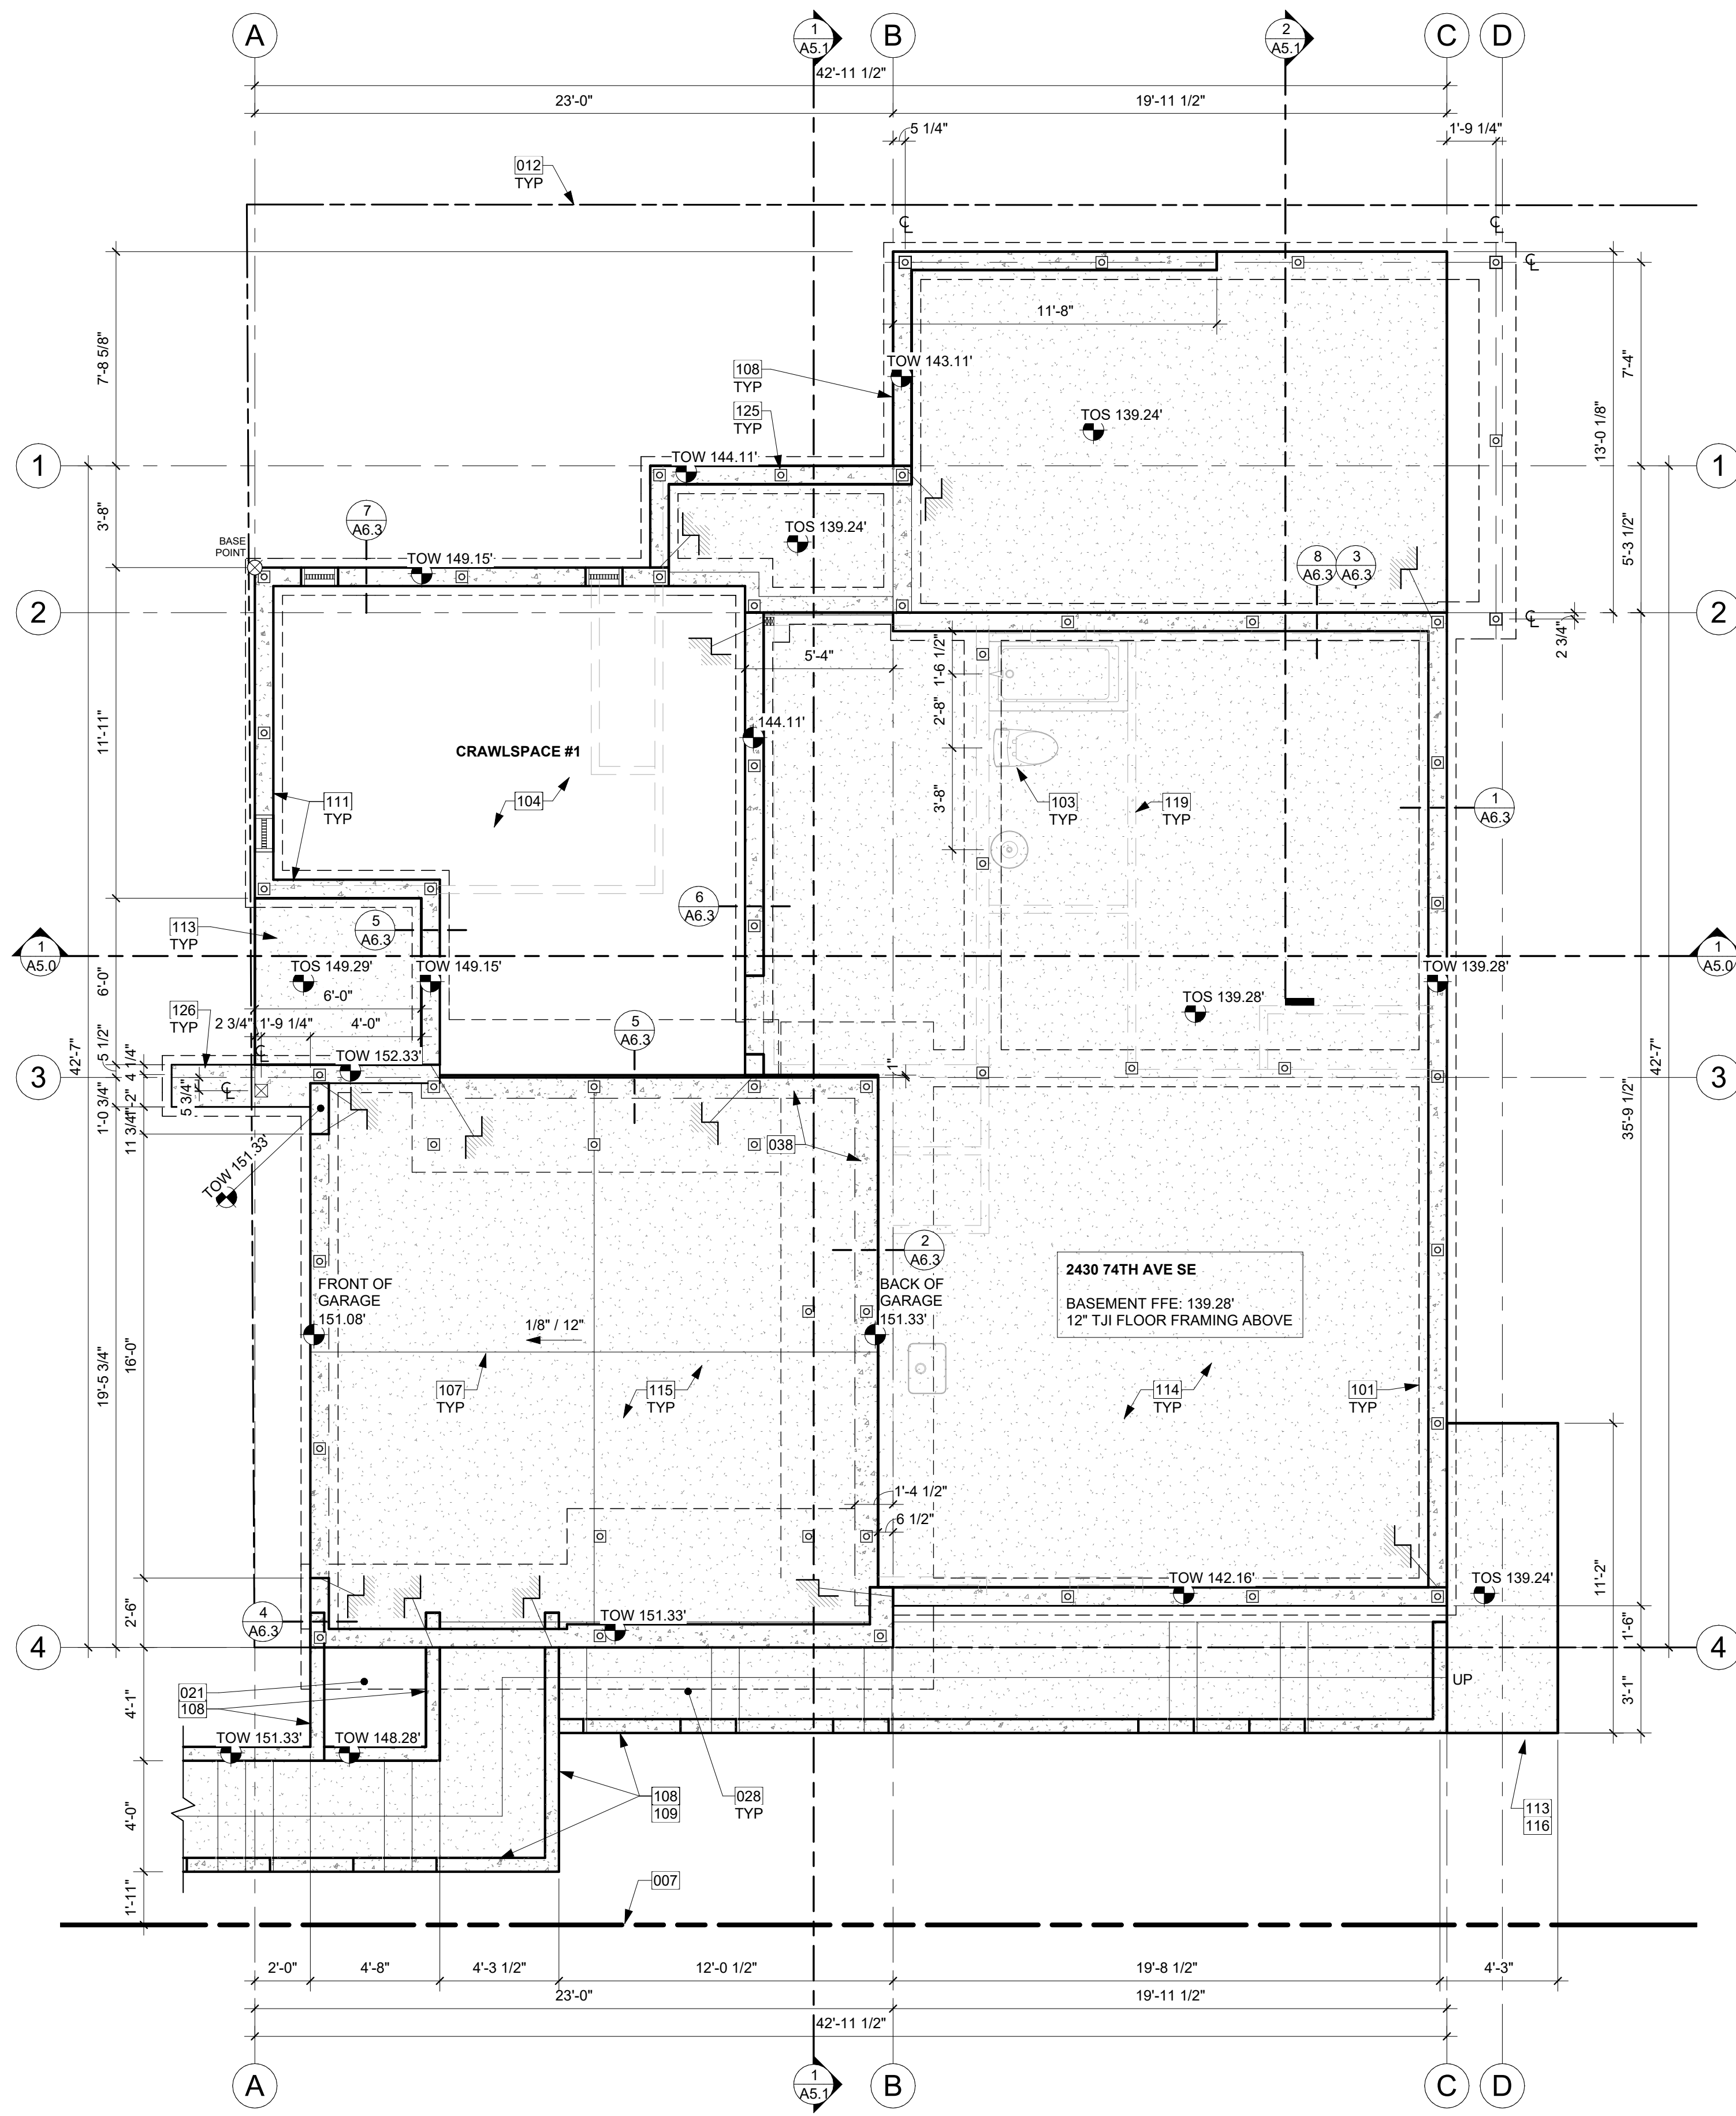 A
1
A5.1
B
2
A5.1
C
D
42'-11 1/2"
23'-0"
19'-11 1/2"
5 1/4"
1'-9 1/4"
012
TYP
℄
℄
℄
7'-8 5/8"
11'-8"
108
TYP
TOW 143.11'
125
TYP
TOS 139.24'
7'-4"
13'-0 1/8"
1
TOW 144.11'
1
3'-8"
7
A6.3
TOS 139.24'
BASE
POINT
TOW 149.15'
8
A6.3
3
A6.3
5'-3 1/2"
2
2
℄
2 3/4"
5'-4"
1'-6 1/2"
2'-8"
3'-8"
11'-11"
144.11'
CRAWLSPACE #1
111
TYP
104
103
TYP
119
TYP
1
A6.3
6
A6.3
113
TYP
5
A6.3
1
A5.0
1
A5.0
TOS 149.29'
TOW 149.15'
TOW 139.28'
6'-0"
6'-0"
TOS 139.28'
126
TYP
2 3/4"
1'-9 1/4"
4'-0"
5
A6.3
5 1/2"
4 1/4"
℄
TOW 152.33'
42'-7"
3
1"
3
42'-7"
℄
5 3/4"
1'-0 3/4"
1'-2"
11 3/4"
038
35'-9 1/2"
TOW 151.33'
2
A6.3
FRONT OF
GARAGE
151.08'
BACK OF
GARAGE
151.33'
2430 74TH AVE SE
BASEMENT FFE: 139.28'
12" TJI FLOOR FRAMING ABOVE
1/8" / 12"
19'-5 3/4"
16'-0"
107
TYP
115
TYP
114
TYP
101
TYP
1'-4 1/2"
6 1/2"
11'-2"
TOW 142.16'
TOS 139.24'
2'-6"
4
A6.3
TOW 151.33'
1'-6"
4
4
UP
021
108
4'-1"
3'-1"
TOW 151.33'
TOW 148.28'
108
109
028
TYP
113
116
4'-0"
1'-11"
007
2'-0"
4'-8"
4'-3 1/2"
12'-0 1/2"
19'-8 1/2"
4'-3"
23'-0"
19'-11 1/2"
42'-11 1/2"
A
1
A5.1
B
C
D